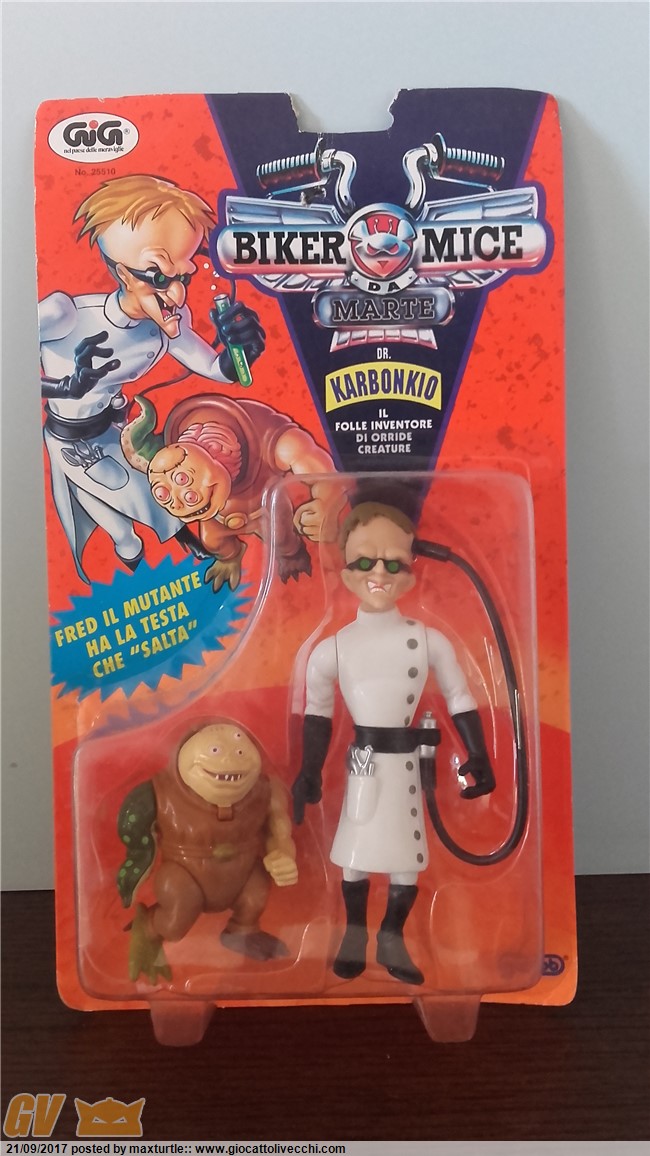 GiG®
nel paese delle meraviglie
No. 25510
BIKER MICE
DA
MARTE
DR.
KARBONKIO
IL
FOLLE INVENTORE
DI ORRIDE
CREATURE
FRED IL MUTANTE
HA LA TESTA
CHE "SALTA"
GV
21/09/2017 posted by maxturtle:: www.giocattolivecchi.com